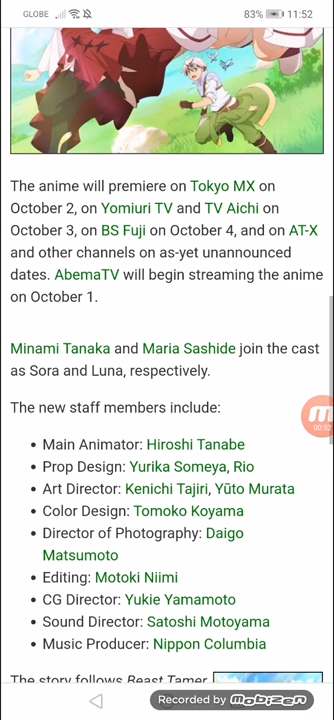 GLOBE 83% 11:52
The anime will premiere on Tokyo MX on
October 2, on Yomiuri TV and TV Aichi on
October 3, on BS Fuji on October 4, and on AT-X
and other channels on as-yet unannounced
dates. AbemaTV will begin streaming the anime
on October 1.
Minami Tanaka and Maria Sashide join the cast
as Sora and Luna, respectively.
The new staff members include:
• Main Animator: Hiroshi Tanabe
• Prop Design: Yurika Someya, Rio
• Art Director: Kenichi Tajiri, Yūto Murata
• Color Design: Tomoko Koyama
• Director of Photography: Daigo
Matsumoto
• Editing: Motoki Niimi
• CG Director: Yukie Yamamoto
• Sound Director: Satoshi Motoyama
• Music Producer: Nippon Columbia
The story follows Beast Tamer
00:52
Recorded by Mobizen